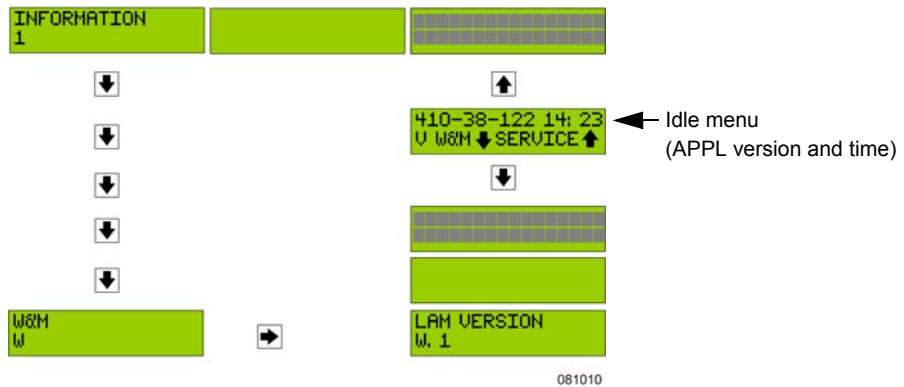 INFORMATION
1
410-38-122 14: 23
V W&M ⬇ SERVICE ⬆
Idle menu
(APPL version and time)
W&M
W
LAM VERSION
W. 1
081010